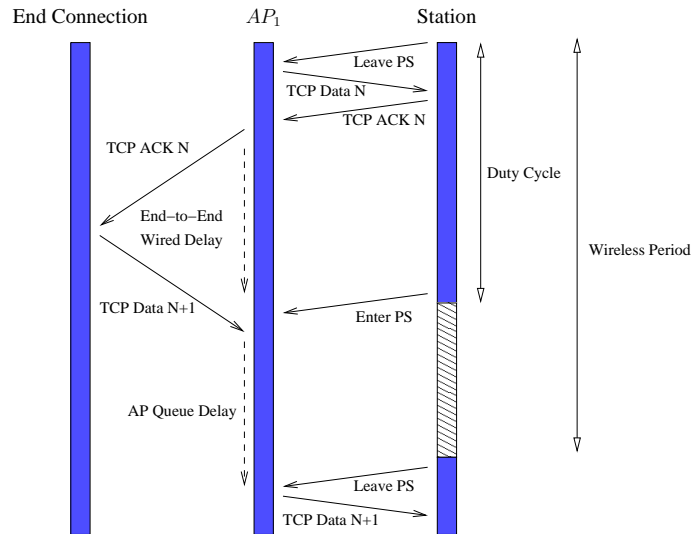 End Connection
AP₁
Station
Leave PS
TCP Data N
TCP ACK N
TCP ACK N
Duty Cycle
End−to−End
Wired Delay
Wireless Period
TCP Data N+1
Enter PS
AP Queue Delay
Leave PS
TCP Data N+1